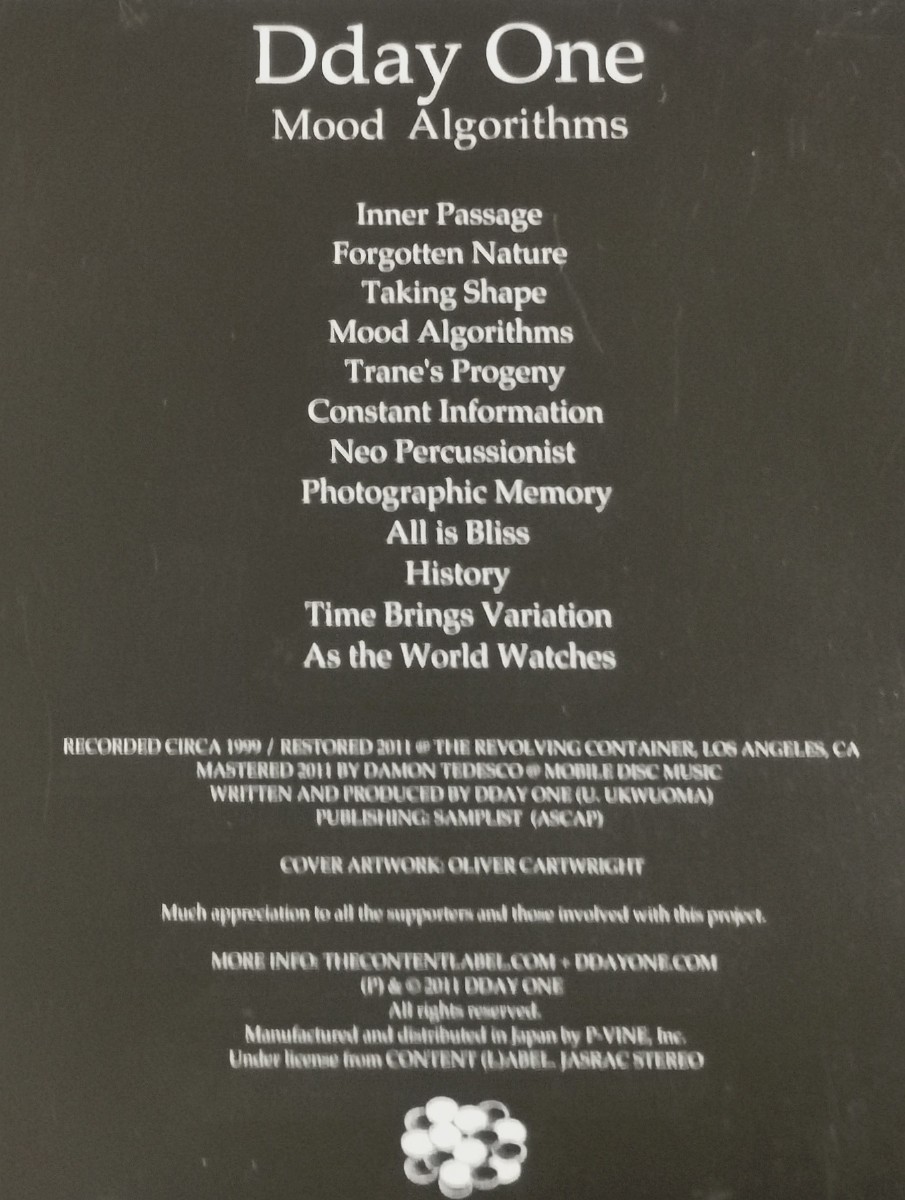 Dday One
Mood Algorithms
Inner Passage
Forgotten Nature
Taking Shape
Mood Algorithms
Trane's Progeny
Constant Information
Neo Percussionist
Photographic Memory
All is Bliss
History
Time Brings Variation
As the World Watches
RECORDED CIRCA 1999 / RESTORED 2011 @ THE REVOLVING CONTAINER, LOS ANGELES, CA
MASTERED 2011 BY DAMON TEDESCO @ MOBILE DISC MUSIC
WRITTEN AND PRODUCED BY DDAY ONE (U. UKWUOMA)
PUBLISHING: SAMPLIST (ASCAP)
COVER ARTWORK: OLIVER CARTWRIGHT
Much appreciation to all the supporters and those involved with this project.
MORE INFO: THECONTENTLABEL.COM + DDAYONE.COM
(P) & © 2011 DDAY ONE
All rights reserved.
Manufactured and distributed in Japan by P-VINE, Inc.
Under license from CONTENT (L)ABEL. JASRAC STEREO